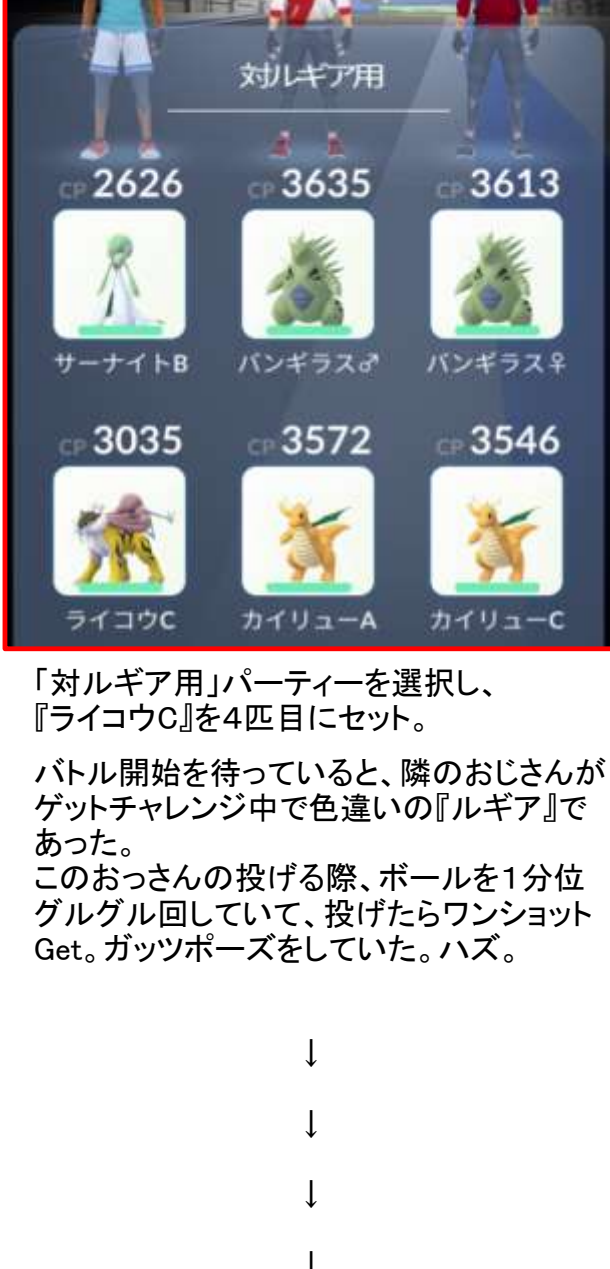 対ルギア用
CP 2626 CP 3635 CP 3613
サーナイトB バンギラス♂ バンギラス♀
CP 3035 CP 3572 CP 3546
ライコウC カイリューA カイリューC
「対ルギア用」パーティーを選択し、
『ライコウC』を4匹目にセット。
バトル開始を待っていると、隣のおじさんが
ゲットチャレンジ中で色違いの『ルギア』で
あった。
このおっさんの投げる際、ボールを1分位
グルグル回していて、投げたらワンショット
Get。ガッツポーズをしていた。ハズ。
↓
↓
↓